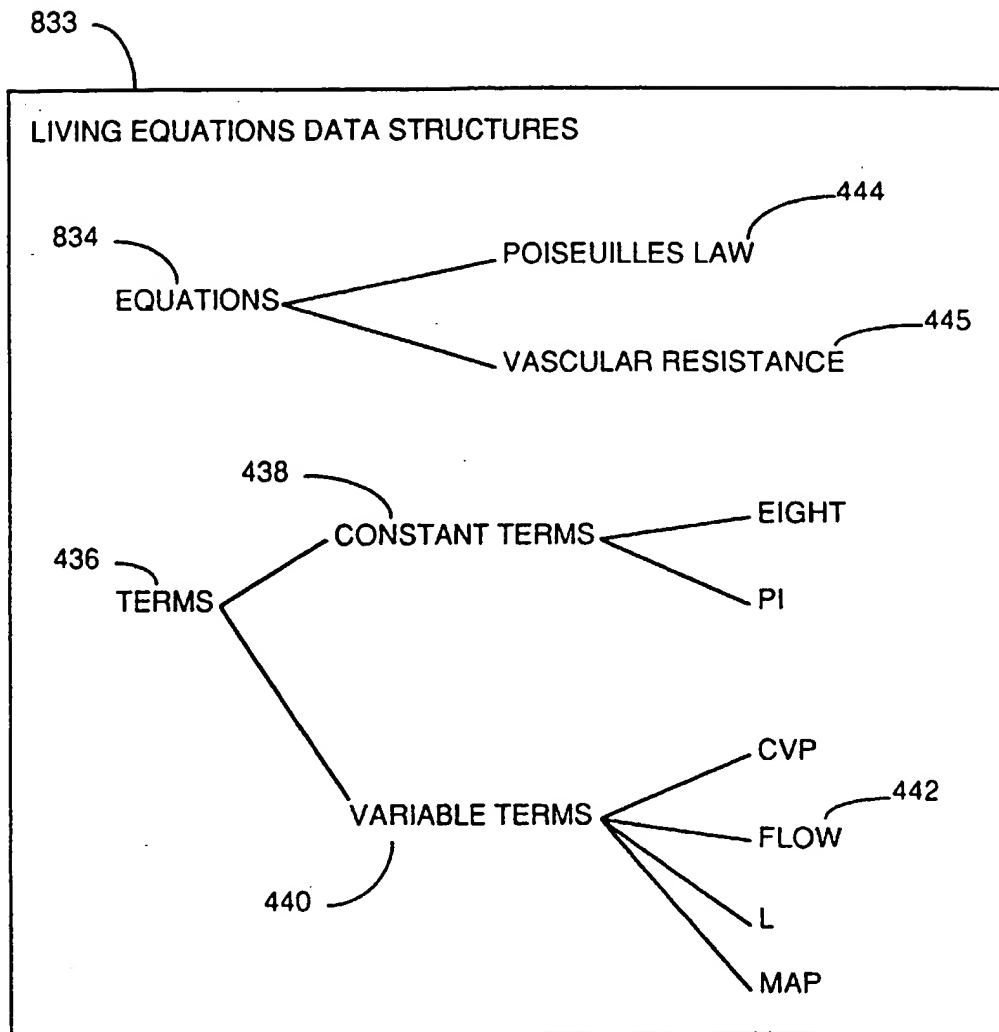 833
LIVING EQUATIONS DATA STRUCTURES
444
834
POISEUILLES LAW
EQUATIONS
445
VASCULAR RESISTANCE
438
EIGHT
CONSTANT TERMS
436
TERMS
PI
CVP
442
VARIABLE TERMS
FLOW
440
L
MAP